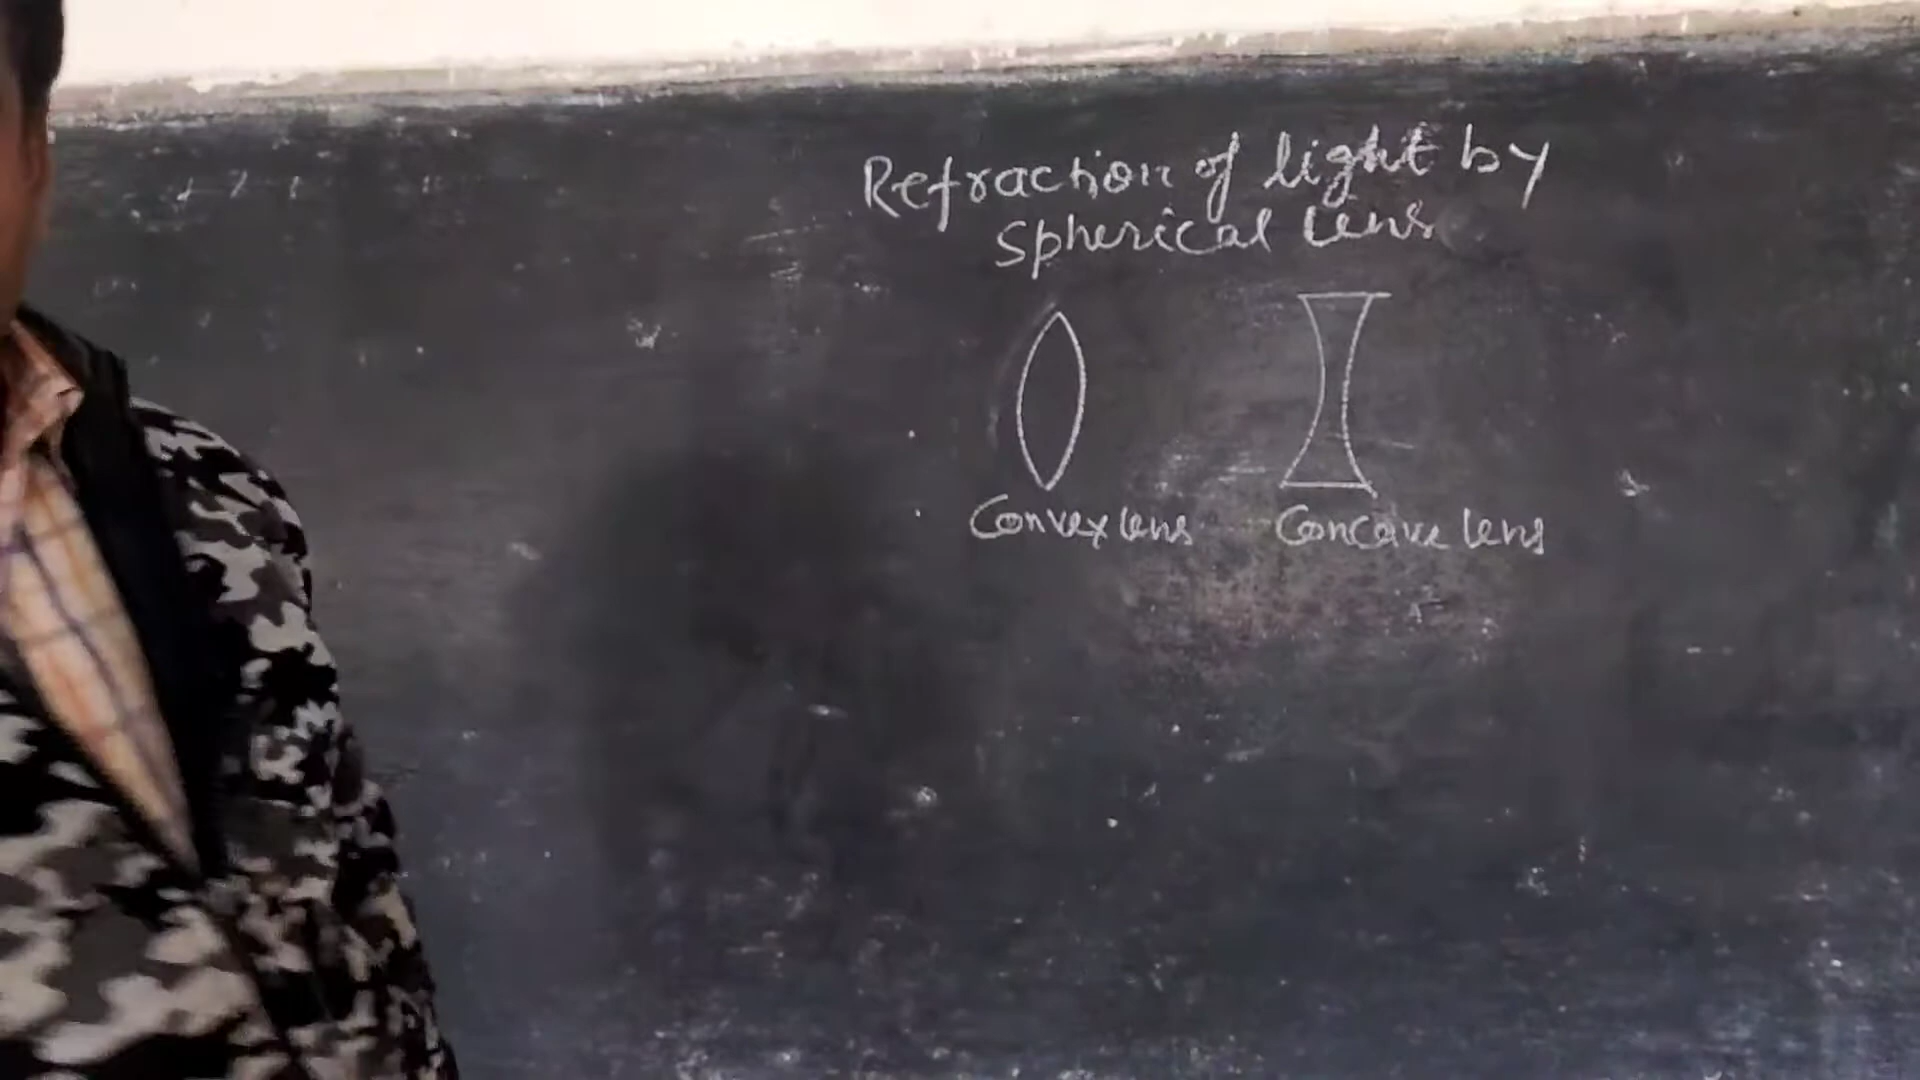 Refraction of light by
Spherical lens
Convex lens
Concave lens